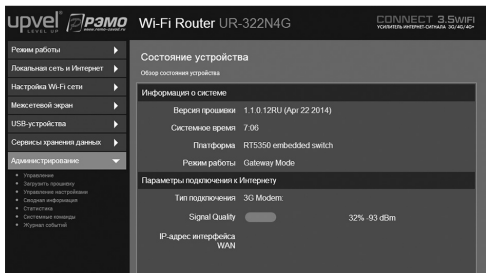 upvel
LEVEL UP
РЭМО
www.remo-zavod.ru
Wi-Fi Router UR-322N4G
CONNECT 3.5WIFI
УСИЛИТЕЛЬ ИНТЕРНЕТ-СИГНАЛА 3G/4G/4G+
Режим работы
Локальная сеть и Интернет
Настройка Wi-Fi сети
Межсетевой экран
USB-устройства
Сервисы хранения данных
Администрирование
Управление
Загрузить прошивку
Управление настройками
Сводная информация
Статистика
Системные команды
Журнал событий
Состояние устройства
Обзор состояния устройства
Информация о системе
Версия прошивки 1.1.0.12RU (Apr 22 2014)
Системное время 7:06
Платформа RT5350 embedded switch
Режим работы Gateway Mode
Параметры подключения к Интернету
Тип подключения 3G Modem:
Signal Quality 32% -93 dBm
IP-адрес интерфейса
WAN